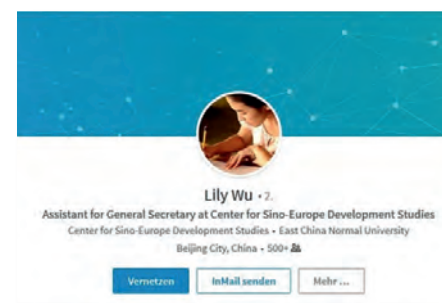 Lily Wu • 2.
Assistant for General Secretary at Center for Sino-Europe Development Studies
Center for Sino-Europe Development Studies • East China Normal University
Beijing City, China • 500+
Vernetzen
InMail senden
Mehr ...